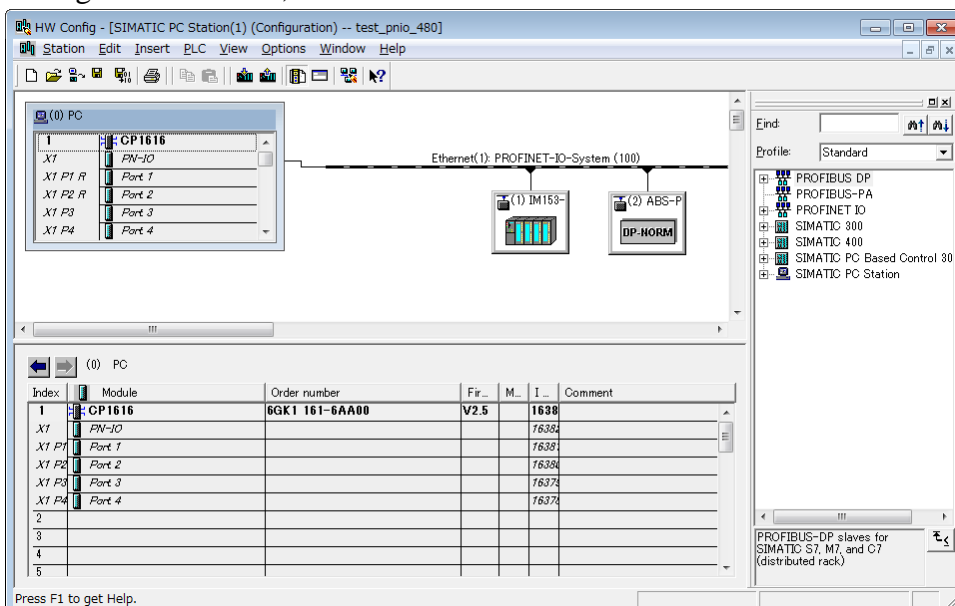 HW Config - [SIMATIC PC Station(1) (Configuration) -- test_pnio_480]
Station Edit Insert PLC View Options Window Help
(0) PC
1 CP1616
X1 PN-IO
X1 P1 R Port 1
X1 P2 R Port 2
X1 P3 Port 3
X1 P4 Port 4
Ethernet(1): PROFINET-IO-System (100)
(1) IM153-
(2) ABS-P
DP-NORM
Find:
Profile: Standard
PROFIBUS DP
PROFIBUS-PA
PROFINET IO
SIMATIC 300
SIMATIC 400
SIMATIC PC Based Control 30
SIMATIC PC Station
(0) PC
Index Module Order number Fir... M... I ... Comment
1 CP1616 6GK1 161-6AA00 V2.5 1638
X1 PN-IO 1638
X1 P1 Port 1 1638
X1 P2 Port 2 1638
X1 P3 Port 3 1637
X1 P4 Port 4 1637
2
3
4
5
PROFIBUS-DP slaves for
SIMATIC S7, M7, and C7
(distributed rack)
Press F1 to get Help.